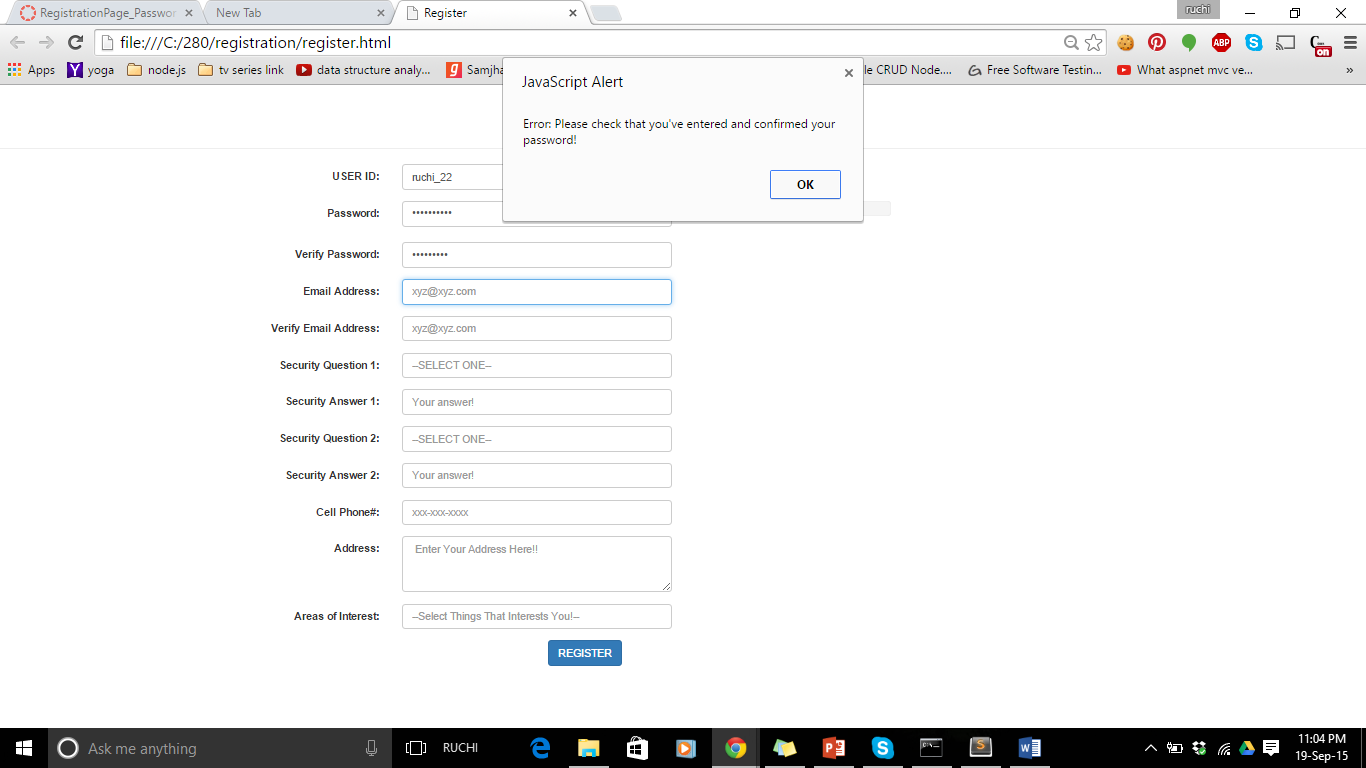 RegistrationPage_Passwor
New Tab
Register
ruchi
file:///C:/280/registration/register.html
ABP
on
Apps
yoga
node.js
tv series link
data structure analy...
Samjha
le CRUD Node....
Free Software Testin...
What aspnet mvc ve...
»
JavaScript Alert
Error: Please check that you've entered and confirmed your
password!
OK
USER ID:
ruchi_22
Password:
••••••••••
Verify Password:
•••••••••
Email Address:
xyz@xyz.com
Verify Email Address:
xyz@xyz.com
Security Question 1:
--SELECT ONE--
Security Answer 1:
Your answer!
Security Question 2:
--SELECT ONE--
Security Answer 2:
Your answer!
Cell Phone#:
xxx-xxx-xxxx
Address:
Enter Your Address Here!!
Areas of Interest:
--Select Things That Interests You!--
REGISTER
Ask me anything
RUCHI
11:04 PM
19-Sep-15